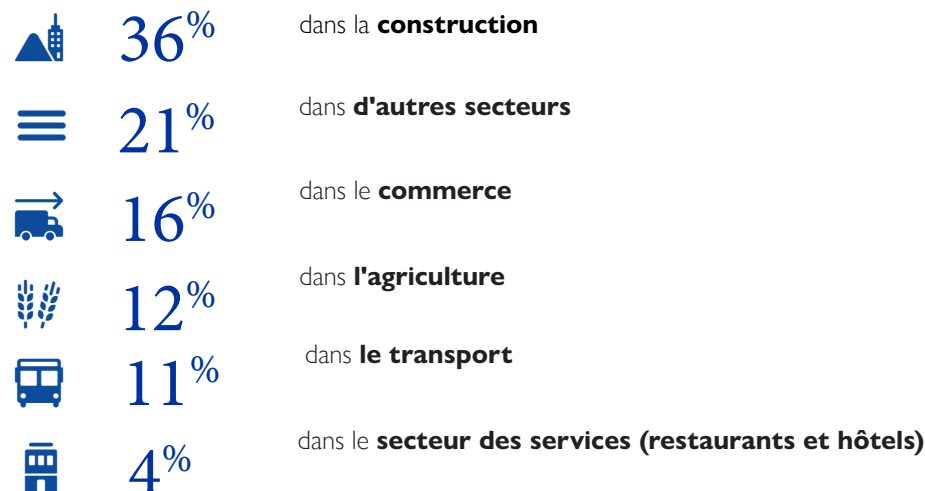 36% dans la construction
21% dans d'autres secteurs
16% dans le commerce
12% dans l'agriculture
11% dans le transport
4% dans le secteur des services (restaurants et hôtels)